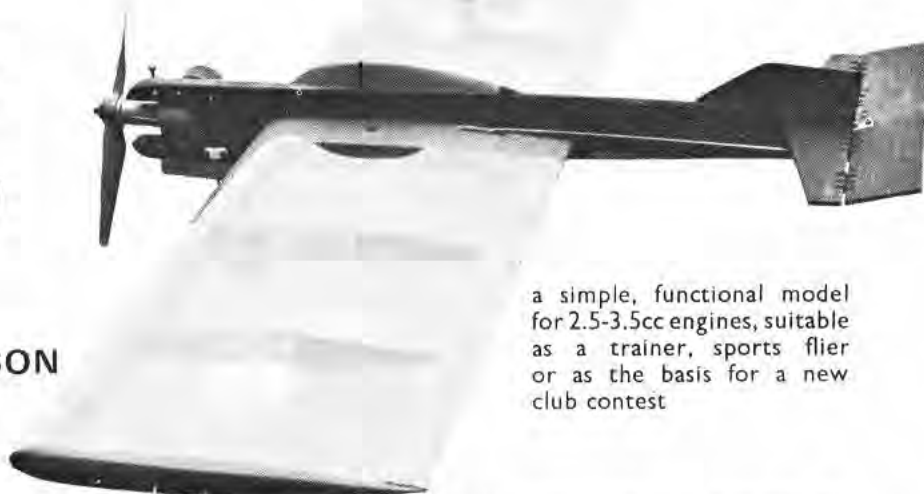 a simple, functional model
for 2.5-3.5cc engines, suitable
as a trainer, sports flier
or as the basis for a new
club contest
SON